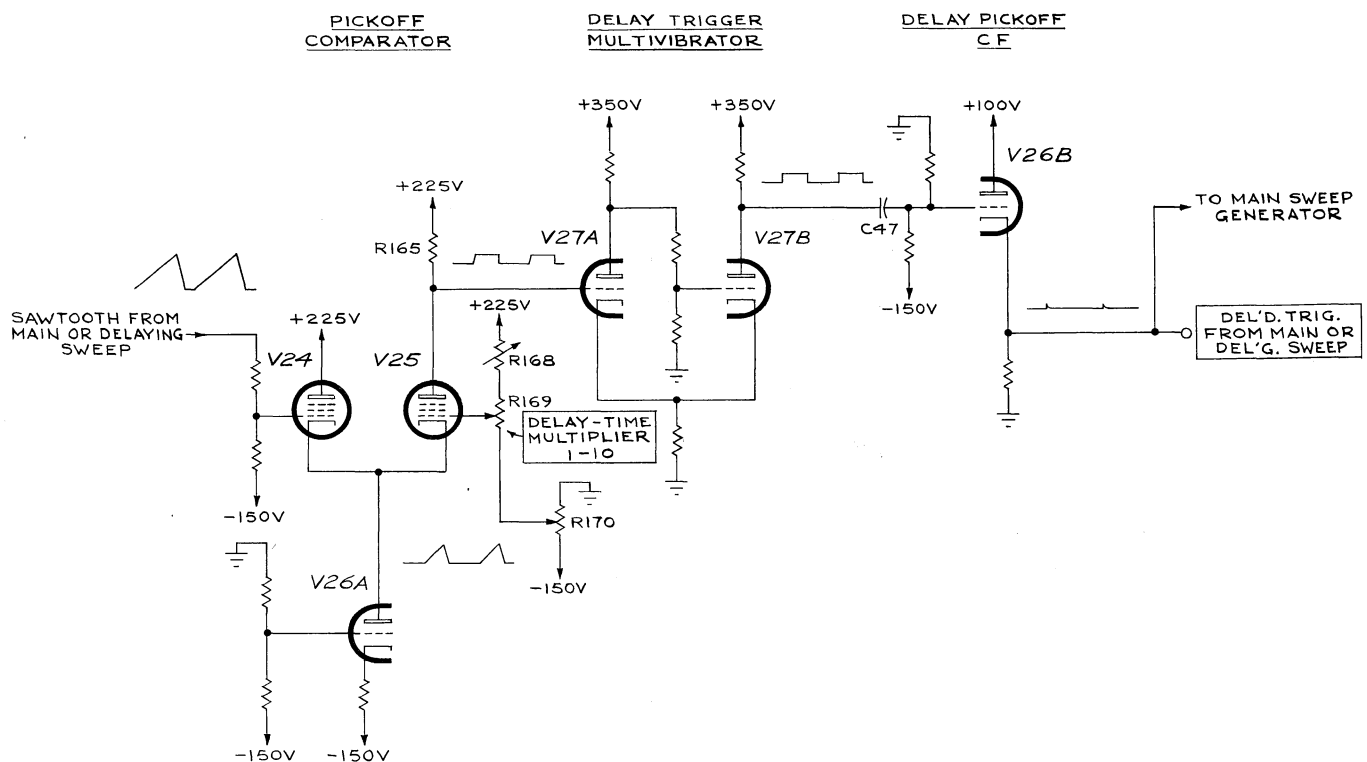 PICKOFF
COMPARATOR
DELAY TRIGGER
MULTIVIBRATOR
DELAY PICKOFF
CF
+350V
+350V
+100V
V26B
+225V
R165
V27A
V27B
C47
-150V
TO MAIN SWEEP
GENERATOR
SAWTOOTH FROM
MAIN OR DELAYING
SWEEP
+225V
V24
V25
+225V
R168
R169
DELAY-TIME
MULTIPLIER
1-10
DEL'D. TRIG.
FROM MAIN OR
DEL'G. SWEEP
-150V
R170
-150V
V26A
-150V
-150V